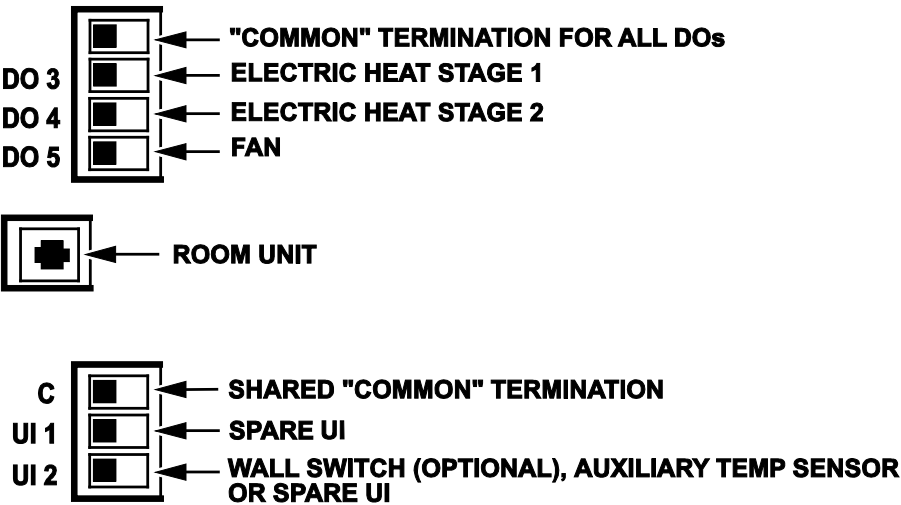 "COMMON" TERMINATION FOR ALL DOs
DO 3 ELECTRIC HEAT STAGE 1
DO 4 ELECTRIC HEAT STAGE 2
DO 5 FAN
ROOM UNIT
C SHARED "COMMON" TERMINATION
UI 1 SPARE UI
UI 2 WALL SWITCH (OPTIONAL), AUXILIARY TEMP SENSOR
OR SPARE UI